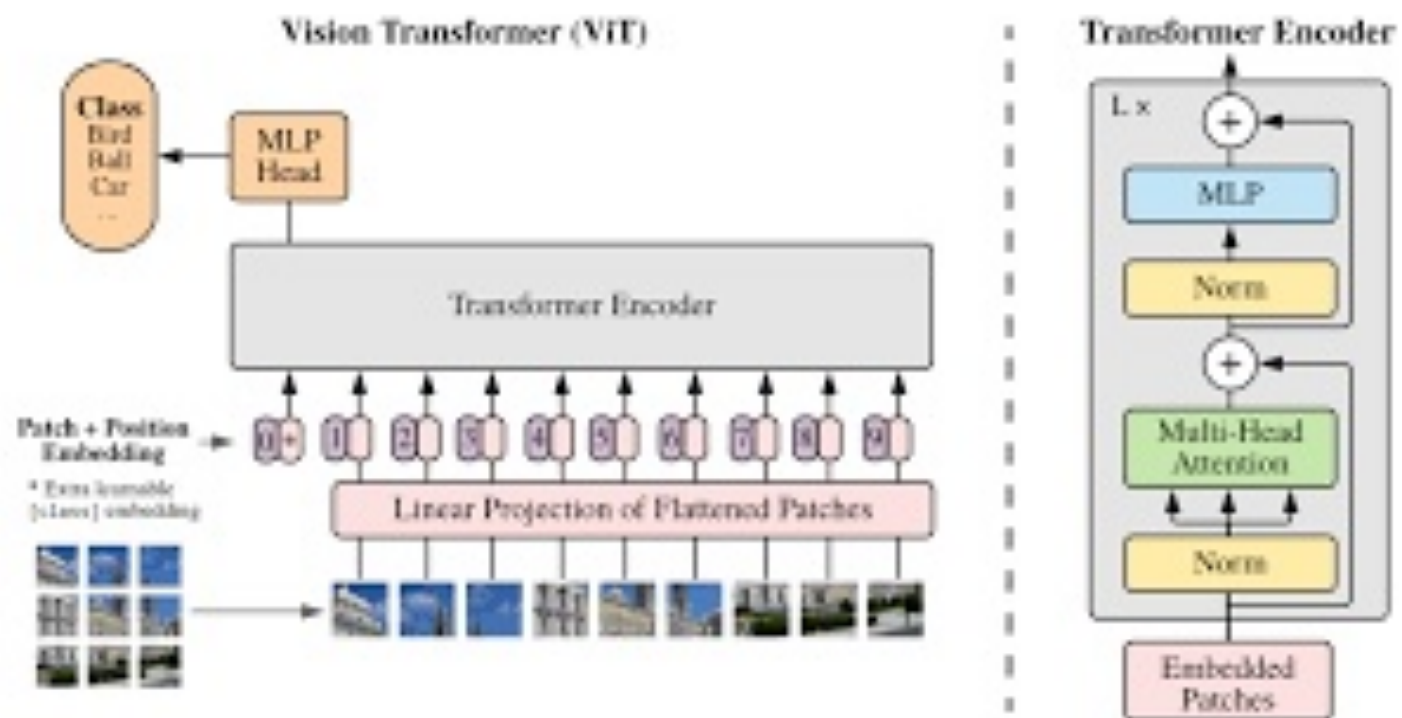 Vision Transformer (ViT)
Class
Bird
Ball
Car
...
MLP
Head
Transformer Encoder
Patch + Position
Embedding
* Extra learnable
[class] embedding
0 *
1
2
3
4
5
6
7
8
9
Linear Projection of Flattened Patches
Transformer Encoder
L ×
+
MLP
Norm
+
Multi-Head
Attention
Norm
Embedded
Patches